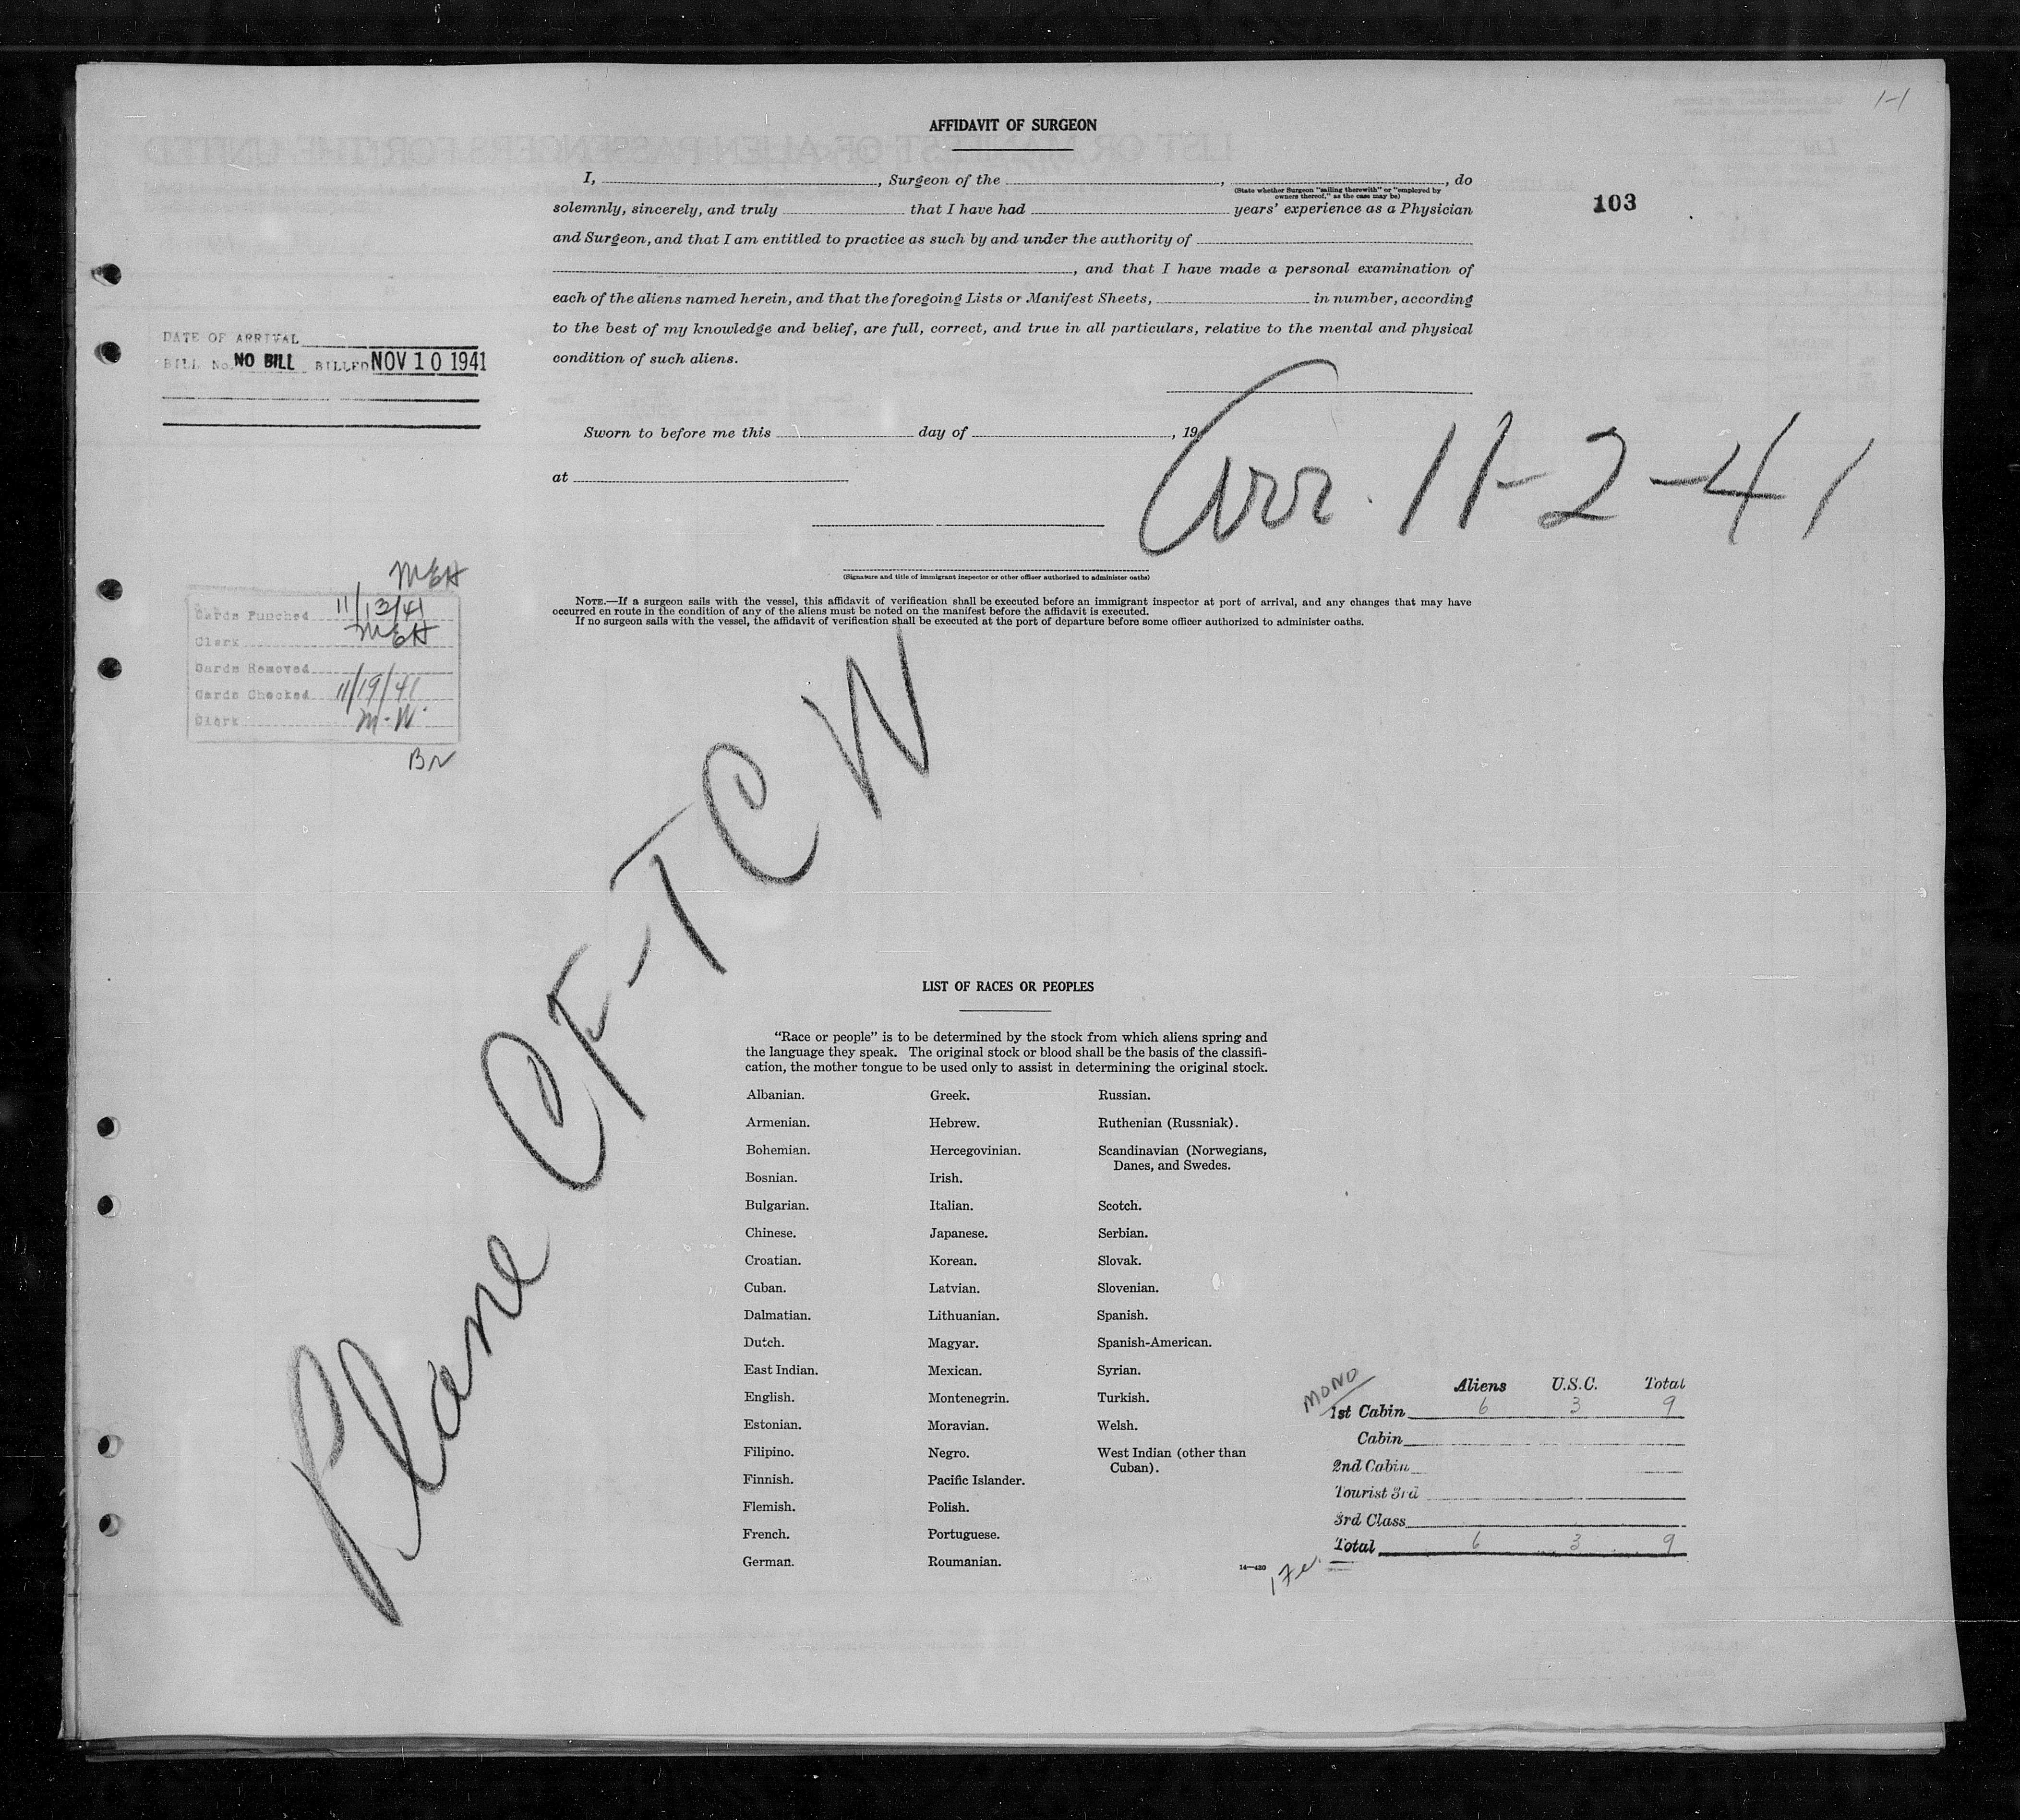 1-1
AFFIDAVIT OF SURGEON
I, , Surgeon of the , , do
(State whether Surgeon "sailing therewith" or "employed by
owners thereof," as the case may be)
103
solemnly, sincerely, and truly that I have had years' experience as a Physician
and Surgeon, and that I am entitled to practice as such by and under the authority of
, and that I have made a personal examination of
each of the aliens named herein, and that the foregoing Lists or Manifest Sheets, in number, according
to the best of my knowledge and belief, are full, correct, and true in all particulars, relative to the mental and physical
condition of such aliens.
DATE OF ARRIVAL
BILL No. NO BILL BILLED NOV 10 1941
Sworn to before me this day of , 19
at
Arr. 11-2-41
(Signature and title of immigrant inspector or other officer authorized to administer oaths)
NOTE.—If a surgeon sails with the vessel, this affidavit of verification shall be executed before an immigrant inspector at port of arrival, and any changes that may have
occurred en route in the condition of any of the aliens must be noted on the manifest before the affidavit is executed.
If no surgeon sails with the vessel, the affidavit of verification shall be executed at the port of departure before some officer authorized to administer oaths.
MEH
Cards Punched 11/13/41
Clerk MEH
Cards Removed
Cards Checked 11/19/41
Clerk M.W.
BN
Plane CF-TCW
LIST OF RACES OR PEOPLES
"Race or people" is to be determined by the stock from which aliens spring and
the language they speak. The original stock or blood shall be the basis of the classifi-
cation, the mother tongue to be used only to assist in determining the original stock.
Albanian. Greek. Russian.
Armenian. Hebrew. Ruthenian (Russniak).
Bohemian. Hercegovinian. Scandinavian (Norwegians,
Danes, and Swedes.
Bosnian. Irish.
Bulgarian. Italian. Scotch.
Chinese. Japanese. Serbian.
Croatian. Korean. Slovak.
Cuban. Latvian. Slovenian.
Dalmatian. Lithuanian. Spanish.
Dutch. Magyar. Spanish-American.
East Indian. Mexican. Syrian.
English. Montenegrin. Turkish.
Estonian. Moravian. Welsh.
Filipino. Negro. West Indian (other than
Cuban).
Finnish. Pacific Islander.
Flemish. Polish.
French. Portuguese.
German. Roumanian.
14—430
MONO
Aliens U.S.C. Total
1st Cabin 6 3 9
Cabin
2nd Cabin
Tourist 3rd
3rd Class
Total 6 3 9